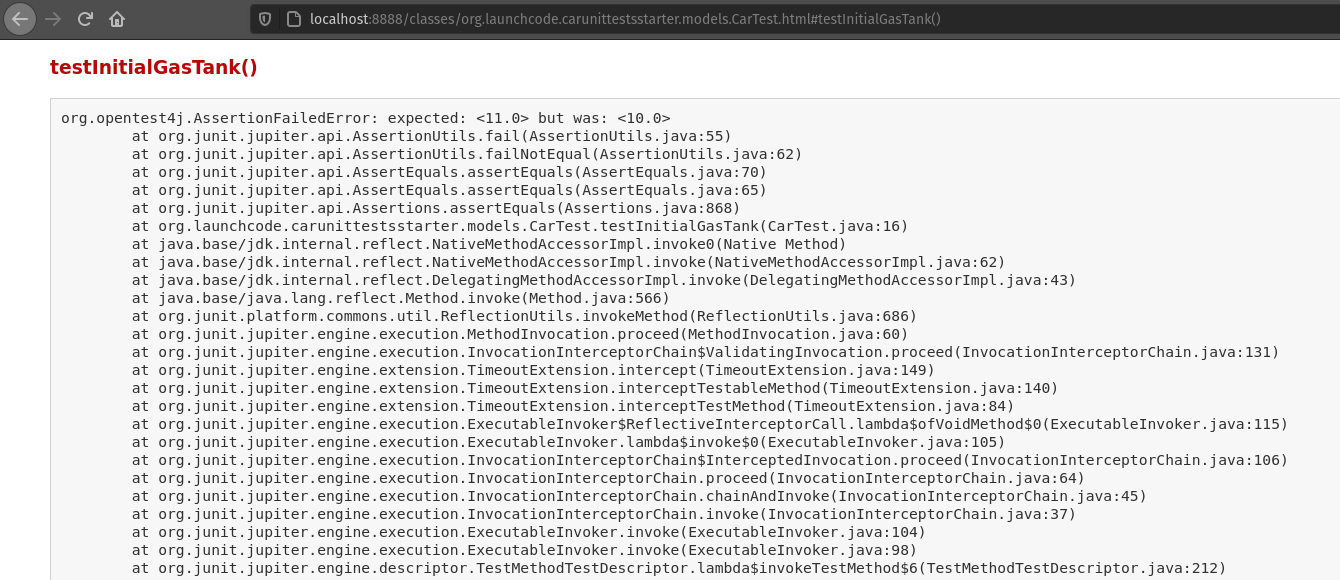 localhost:8888/classes/org.launchcode.carunittestsstarter.models.CarTest.html#testInitialGasTank()
testInitialGasTank()
org.opentest4j.AssertionFailedError: expected: <11.0> but was: <10.0>
at org.junit.jupiter.api.AssertionUtils.fail(AssertionUtils.java:55)
at org.junit.jupiter.api.AssertionUtils.failNotEqual(AssertionUtils.java:62)
at org.junit.jupiter.api.AssertEquals.assertEquals(AssertEquals.java:70)
at org.junit.jupiter.api.AssertEquals.assertEquals(AssertEquals.java:65)
at org.junit.jupiter.api.Assertions.assertEquals(Assertions.java:868)
at org.launchcode.carunittestsstarter.models.CarTest.testInitialGasTank(CarTest.java:16)
at java.base/jdk.internal.reflect.NativeMethodAccessorImpl.invoke0(Native Method)
at java.base/jdk.internal.reflect.NativeMethodAccessorImpl.invoke(NativeMethodAccessorImpl.java:62)
at java.base/jdk.internal.reflect.DelegatingMethodAccessorImpl.invoke(DelegatingMethodAccessorImpl.java:43)
at java.base/java.lang.reflect.Method.invoke(Method.java:566)
at org.junit.platform.commons.util.ReflectionUtils.invokeMethod(ReflectionUtils.java:686)
at org.junit.jupiter.engine.execution.MethodInvocation.proceed(MethodInvocation.java:60)
at org.junit.jupiter.engine.execution.InvocationInterceptorChain$ValidatingInvocation.proceed(InvocationInterceptorChain.java:131)
at org.junit.jupiter.engine.extension.TimeoutExtension.intercept(TimeoutExtension.java:149)
at org.junit.jupiter.engine.extension.TimeoutExtension.interceptTestableMethod(TimeoutExtension.java:140)
at org.junit.jupiter.engine.extension.TimeoutExtension.interceptTestMethod(TimeoutExtension.java:84)
at org.junit.jupiter.engine.execution.ExecutableInvoker$ReflectiveInterceptorCall.lambda$ofVoidMethod$0(ExecutableInvoker.java:115)
at org.junit.jupiter.engine.execution.ExecutableInvoker.lambda$invoke$0(ExecutableInvoker.java:105)
at org.junit.jupiter.engine.execution.InvocationInterceptorChain$InterceptedInvocation.proceed(InvocationInterceptorChain.java:106)
at org.junit.jupiter.engine.execution.InvocationInterceptorChain.proceed(InvocationInterceptorChain.java:64)
at org.junit.jupiter.engine.execution.InvocationInterceptorChain.chainAndInvoke(InvocationInterceptorChain.java:45)
at org.junit.jupiter.engine.execution.InvocationInterceptorChain.invoke(InvocationInterceptorChain.java:37)
at org.junit.jupiter.engine.execution.ExecutableInvoker.invoke(ExecutableInvoker.java:104)
at org.junit.jupiter.engine.execution.ExecutableInvoker.invoke(ExecutableInvoker.java:98)
at org.junit.jupiter.engine.descriptor.TestMethodTestDescriptor.lambda$invokeTestMethod$6(TestMethodTestDescriptor.java:212)